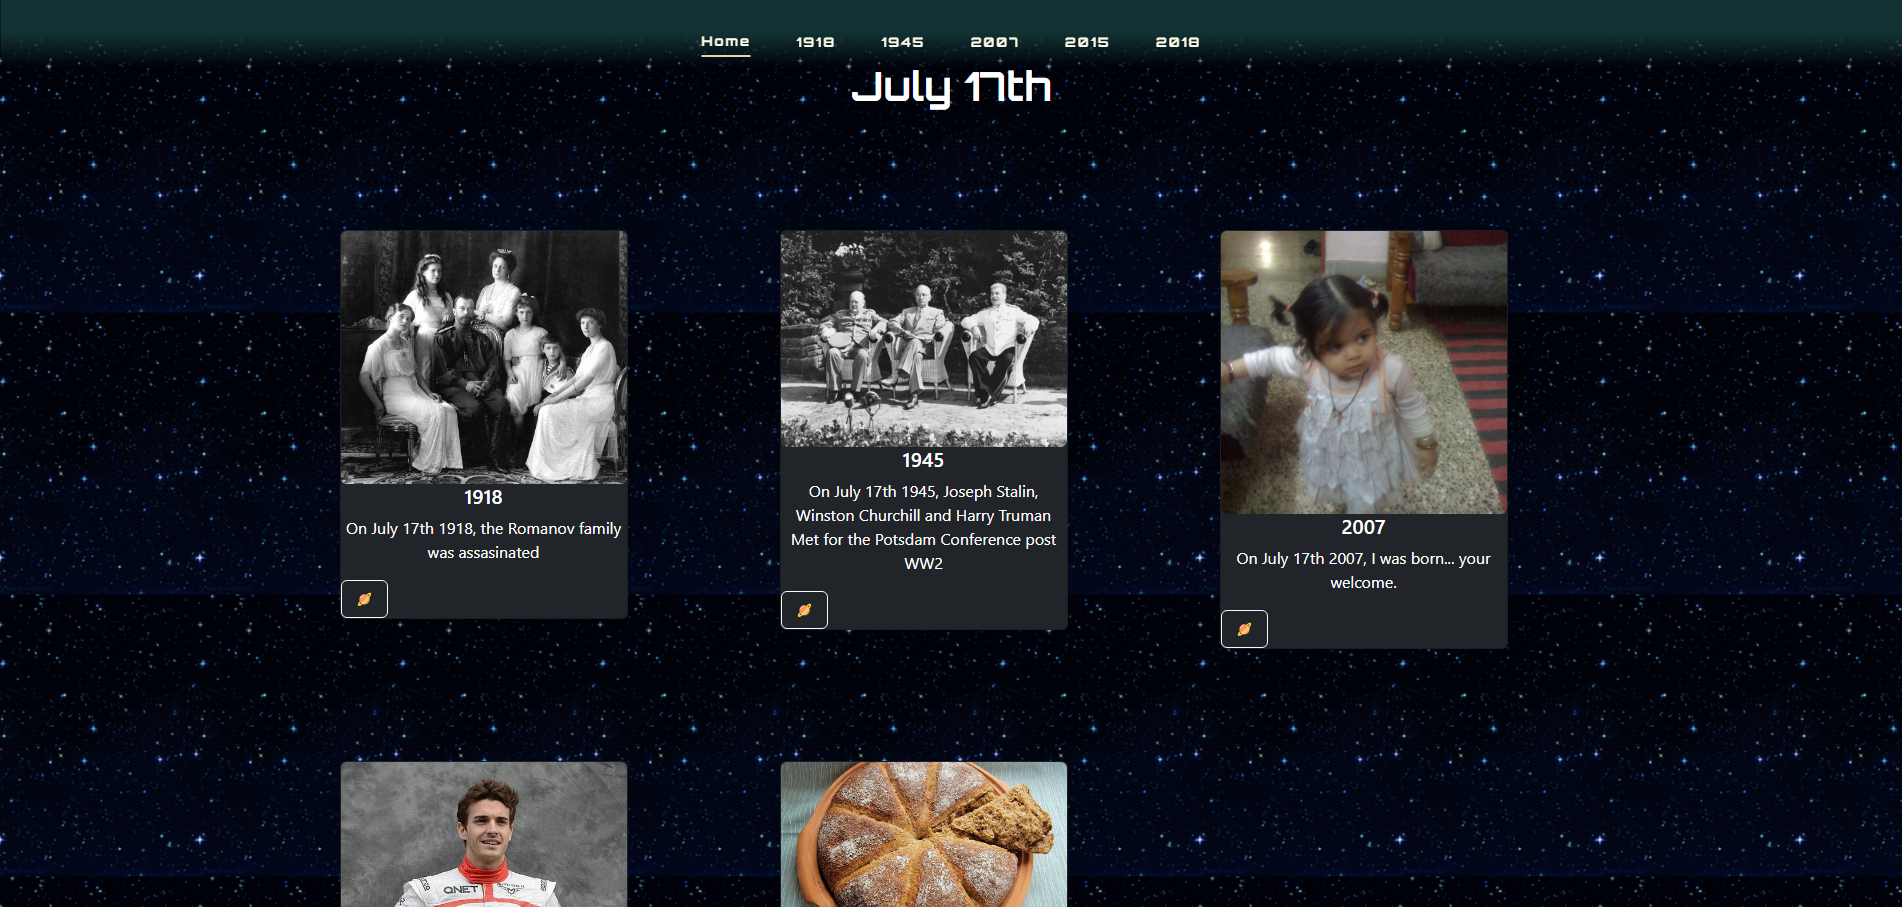 Home 1918 1945 2007 2015 2018
July 17th
1918
On July 17th 1918, the Romanov family
was assasinated
1945
On July 17th 1945, Joseph Stalin,
Winston Churchill and Harry Truman
Met for the Potsdam Conference post
WW2
2007
On July 17th 2007, I was born... your
welcome.
QNET